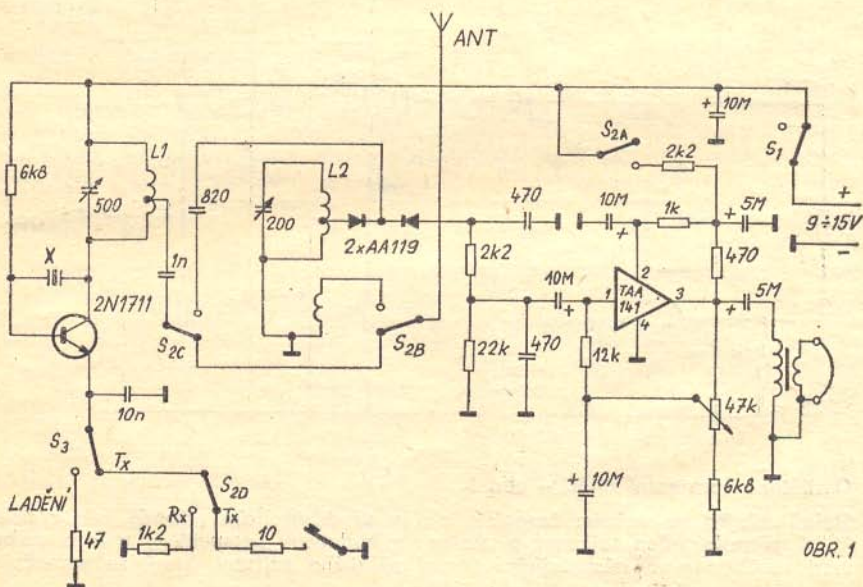 ANT
S2A
10M
+
S1
L1
L2
6k8
500
820
200
2k2
470
10M
+
1k
+
5M
+
9÷15V
-
2xAA119
1n
X
2k2
470
2N1711
10M
+
1
TAA
141
2
3
4
+
5M
S2C
S2B
22k
470
12k
47k
10n
S3
Tx
S2D
+
10M
6k8
LADĚNÍ
Rx
Tx
47
1k2
10
OBR. 1